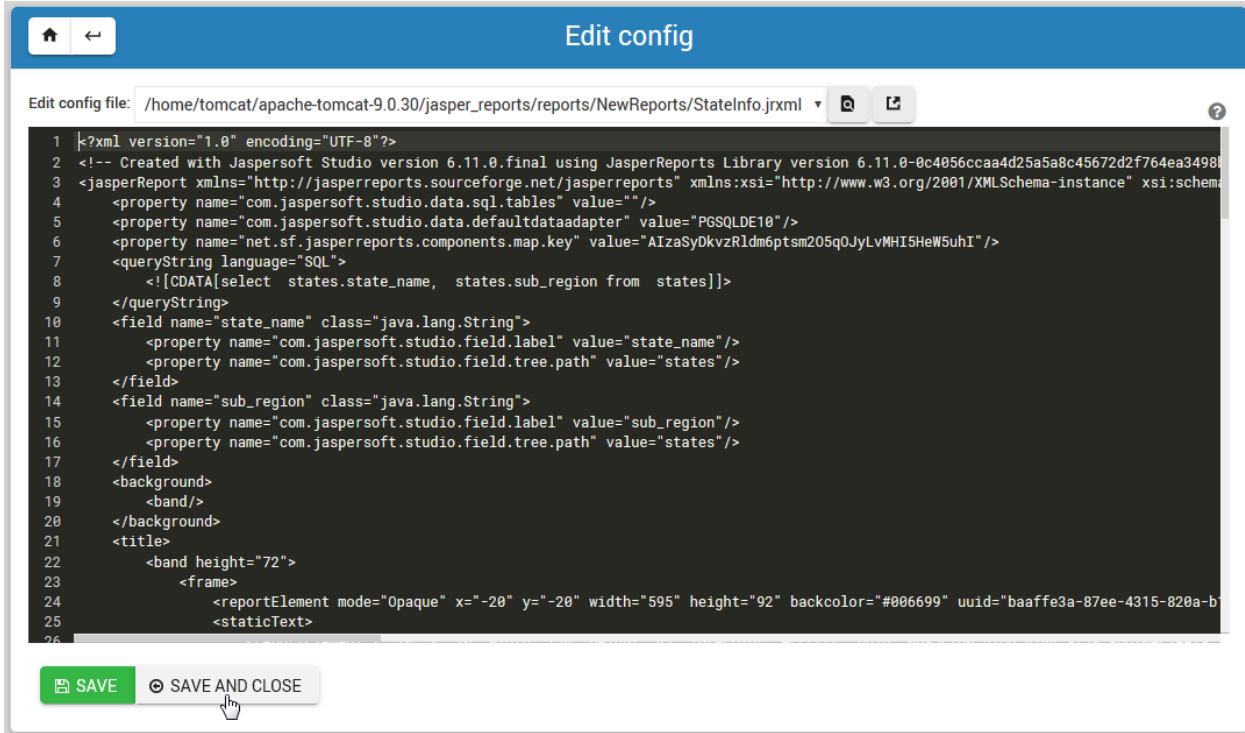 Edit config
Edit config file: /home/tomcat/apache-tomcat-9.0.30/jasper_reports/reports/NewReports/StateInfo.jrxml
1 <?xml version="1.0" encoding="UTF-8"?>
2 <!-- Created with Jaspersoft Studio version 6.11.0.final using JasperReports Library version 6.11.0-0c4056ccaa4d25a5a8c45672d2f764ea3498b
3 <jasperReport xmlns="http://jasperreports.sourceforge.net/jasperreports" xmlns:xsi="http://www.w3.org/2001/XMLSchema-instance" xsi:schema
4 <property name="com.jaspersoft.studio.data.sql.tables" value=""/>
5 <property name="com.jaspersoft.studio.data.defaultdataadapter" value="PGSQLDE10"/>
6 <property name="net.sf.jasperreports.components.map.key" value="AIzaSyDkvzRldm6ptsm2O5qOJyLvMHI5HeW5uhI"/>
7 <queryString language="SQL">
8 <![CDATA[select  states.state_name,  states.sub_region from  states]]>
9 </queryString>
10 <field name="state_name" class="java.lang.String">
11 <property name="com.jaspersoft.studio.field.label" value="state_name"/>
12 <property name="com.jaspersoft.studio.field.tree.path" value="states"/>
13 </field>
14 <field name="sub_region" class="java.lang.String">
15 <property name="com.jaspersoft.studio.field.label" value="sub_region"/>
16 <property name="com.jaspersoft.studio.field.tree.path" value="states"/>
17 </field>
18 <background>
19 <band/>
20 </background>
21 <title>
22 <band height="72">
23 <frame>
24 <reportElement mode="Opaque" x="-20" y="-20" width="595" height="92" backcolor="#006699" uuid="baaffe3a-87ee-4315-820a-b1
25 <staticText>
26
SAVE
SAVE AND CLOSE